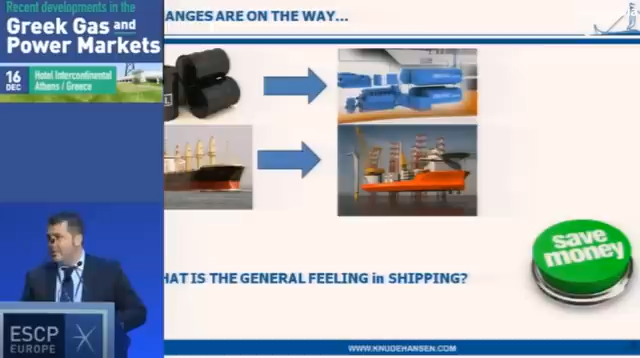 Recent developments in the
Greek Gas and
Power Markets
16
DEC
Hotel Intercontinental
Athens / Greece
ANGES ARE ON THE WAY...
save
money
HAT IS THE GENERAL FEELING in SHIPPING?
ESCP
EUROPE
WWW.KNUDEHANSEN.COM